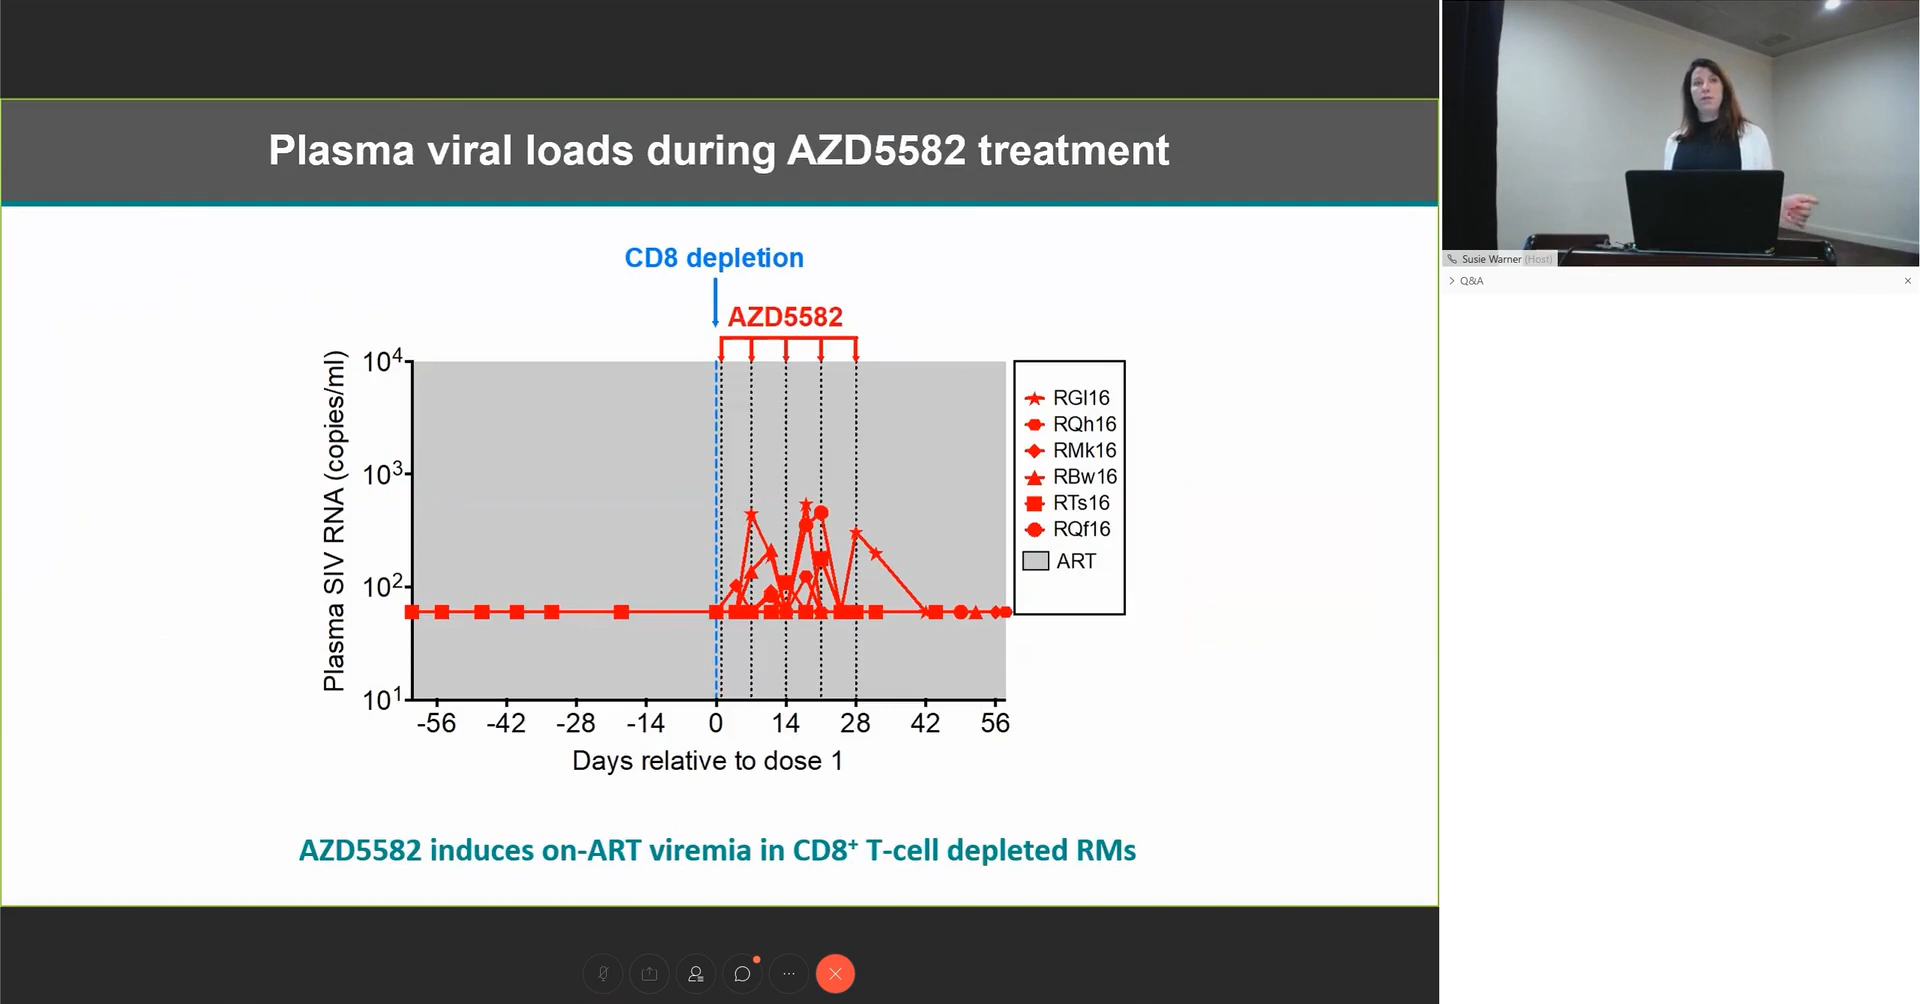 Plasma viral loads during AZD5582 treatment
CD8 depletion
AZD5582
Plasma SIV RNA (copies/ml)
10⁴
10³
10²
10¹
-56 -42 -28 -14 0 14 28 42 56
Days relative to dose 1
RGl16
RQh16
RMk16
RBw16
RTs16
RQf16
ART
AZD5582 induces on-ART viremia in CD8⁺ T-cell depleted RMs
Susie Warner (Host)
Q&A